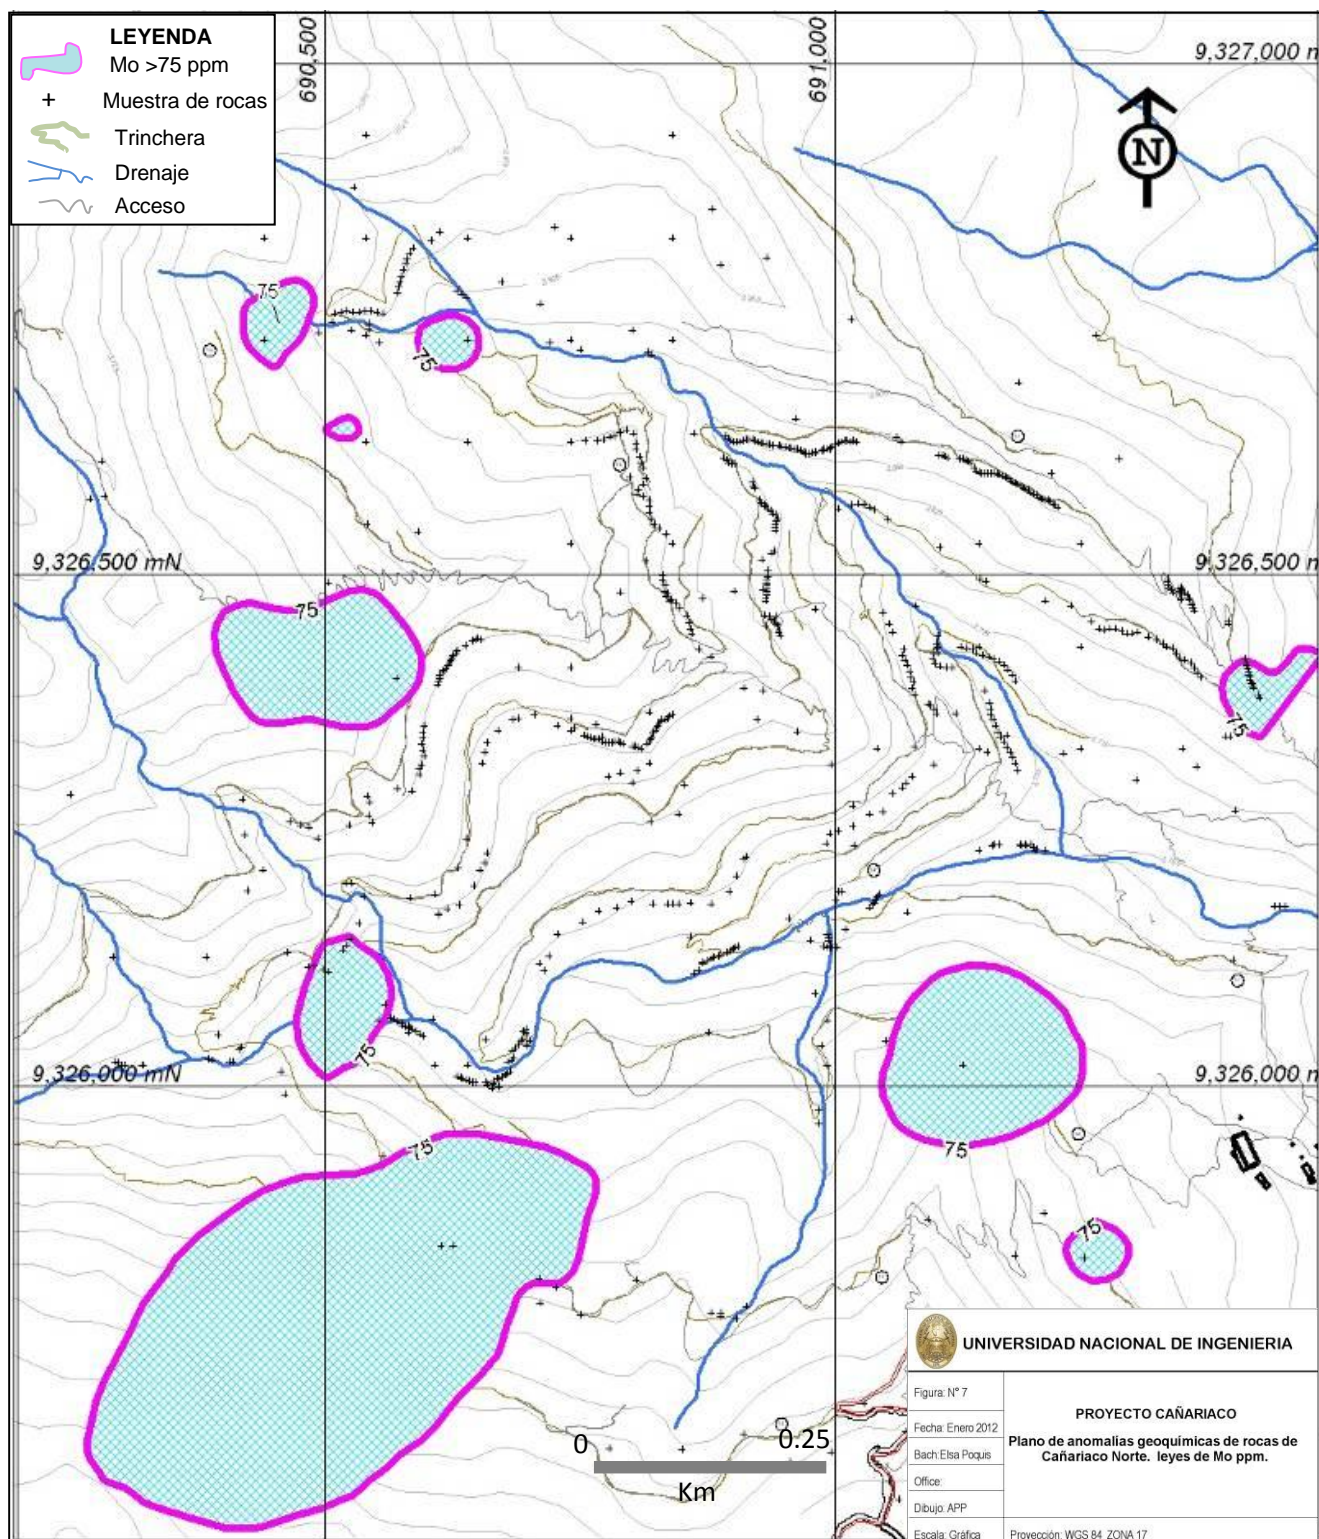 LEYENDA
Mo >75 ppm
Muestra de rocas
Trinchera
Drenaje
Acceso
690,500
691,000
9,327,000 m
N
75
75
9,326,500 mN
9,326,500 m
75
75
75
9,326,000 mN
9,326,000 m
75
75
75
0
0.25
Km
UNIVERSIDAD NACIONAL DE INGENIERIA
Figura: N° 7
Fecha: Enero 2012
Bach:Elsa Poquis
Office:
Dibujo: APP
Escala: Gráfica
PROYECTO CAÑARIACO
Plano de anomalias geoquímicas de rocas de
Cañariaco Norte. leyes de Mo ppm.
Proyección: WGS 84 ZONA 17